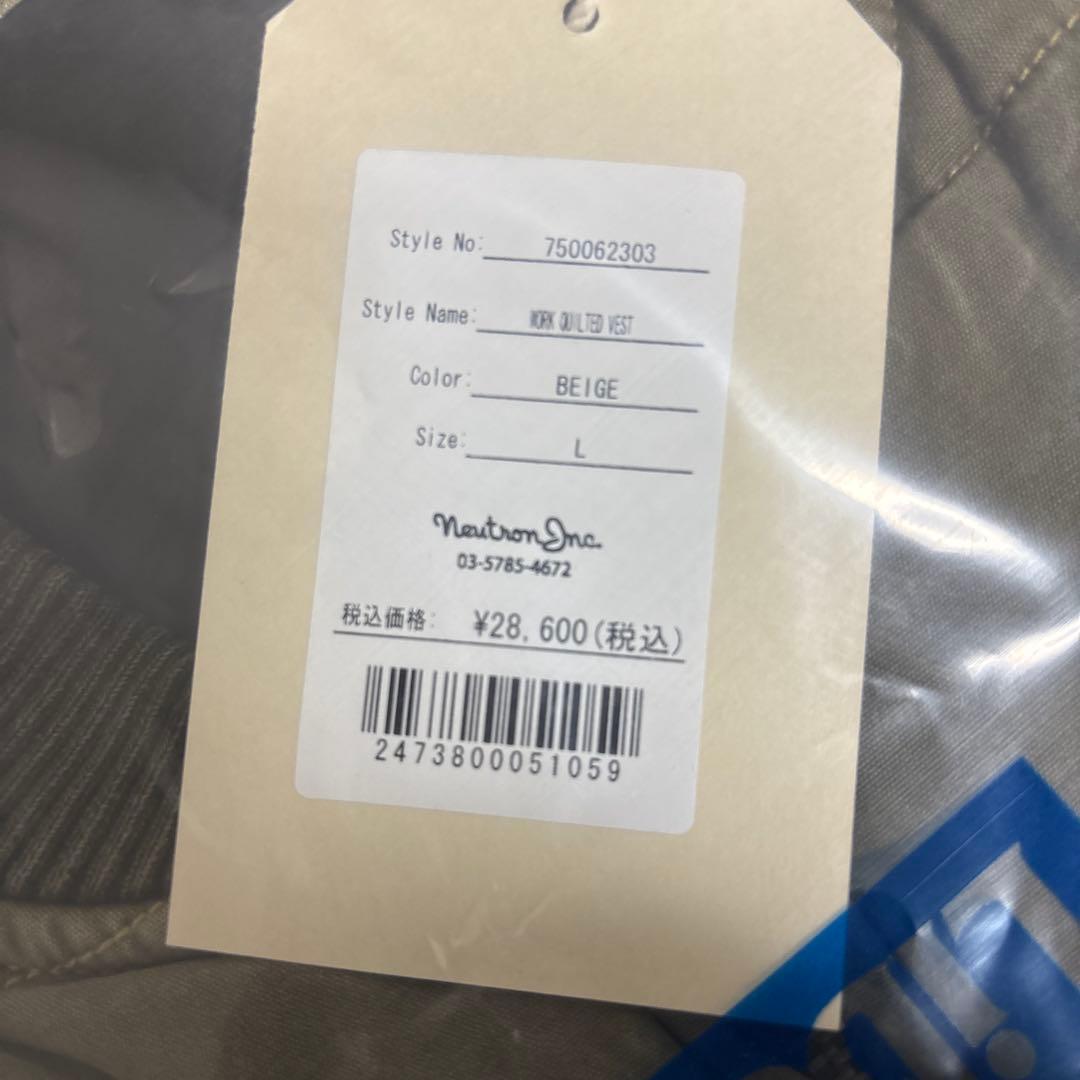 Style No: 750062303
Style Name: WORK QUILTED VEST
Color: BEIGE
Size: L
Neutron Inc.
03-5785-4672
税込価格: ¥28,600(税込)
2473800051059